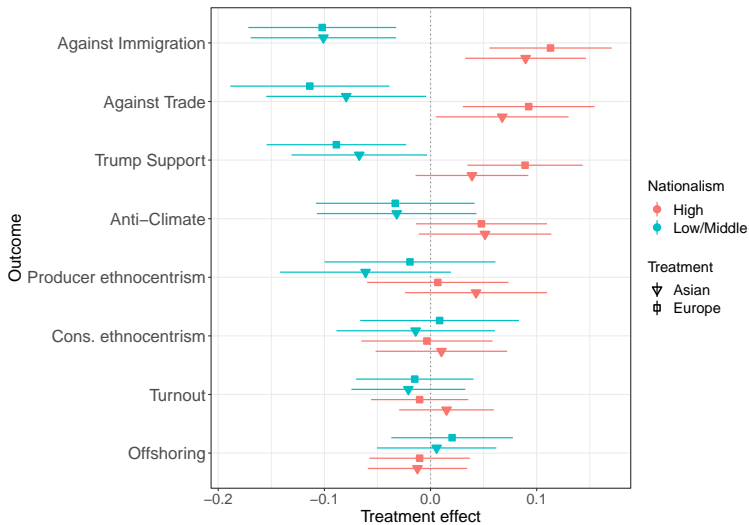 Against Immigration
Against Trade
Trump Support
Anti−Climate
Producer ethnocentrism
Cons. ethnocentrism
Turnout
Offshoring
Outcome
−0.2
−0.1
0.0
0.1
Treatment effect
Nationalism
High
Low/Middle
Treatment
Asian
Europe